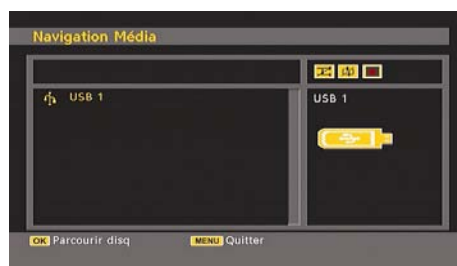 Navigation Média
USB 1
USB 1
OK Parcourir disq
MENU Quitter